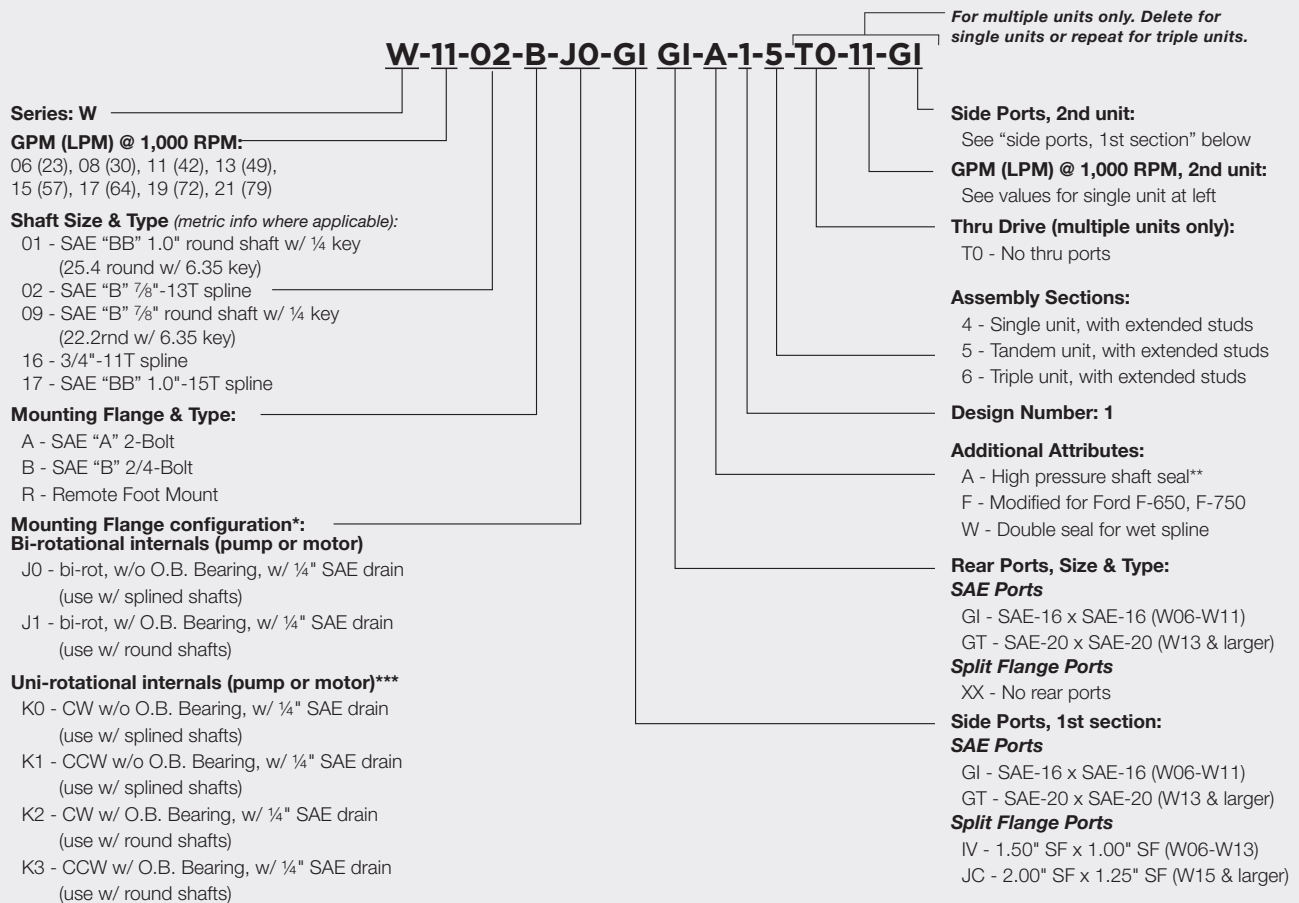 For multiple units only. Delete for
single units or repeat for triple units.
W-11-02-B-J0-GI GI-A-1-5-T0-11-GI
Series: W
GPM (LPM) @ 1,000 RPM:
06 (23), 08 (30), 11 (42), 13 (49),
15 (57), 17 (64), 19 (72), 21 (79)
Shaft Size & Type (metric info where applicable):
01 - SAE “BB” 1.0" round shaft w/ ¼ key
(25.4 round w/ 6.35 key)
02 - SAE “B” ⅞"-13T spline
09 - SAE “B” ⅞" round shaft w/ ¼ key
(22.2rnd w/ 6.35 key)
16 - 3/4"-11T spline
17 - SAE “BB” 1.0"-15T spline
Mounting Flange & Type:
A - SAE “A” 2-Bolt
B - SAE “B” 2/4-Bolt
R - Remote Foot Mount
Mounting Flange configuration*:
Bi-rotational internals (pump or motor)
J0 - bi-rot, w/o O.B. Bearing, w/ ¼" SAE drain
(use w/ splined shafts)
J1 - bi-rot, w/ O.B. Bearing, w/ ¼" SAE drain
(use w/ round shafts)
Uni-rotational internals (pump or motor)***
K0 - CW w/o O.B. Bearing, w/ ¼" SAE drain
(use w/ splined shafts)
K1 - CCW w/o O.B. Bearing, w/ ¼" SAE drain
(use w/ splined shafts)
K2 - CW w/ O.B. Bearing, w/ ¼" SAE drain
(use w/ round shafts)
K3 - CCW w/ O.B. Bearing, w/ ¼" SAE drain
(use w/ round shafts)
Side Ports, 2nd unit:
See “side ports, 1st section” below
GPM (LPM) @ 1,000 RPM, 2nd unit:
See values for single unit at left
Thru Drive (multiple units only):
T0 - No thru ports
Assembly Sections:
4 - Single unit, with extended studs
5 - Tandem unit, with extended studs
6 - Triple unit, with extended studs
Design Number: 1
Additional Attributes:
A - High pressure shaft seal**
F - Modified for Ford F-650, F-750
W - Double seal for wet spline
Rear Ports, Size & Type:
SAE Ports
GI - SAE-16 x SAE-16 (W06-W11)
GT - SAE-20 x SAE-20 (W13 & larger)
Split Flange Ports
XX - No rear ports
Side Ports, 1st section:
SAE Ports
GI - SAE-16 x SAE-16 (W06-W11)
GT - SAE-20 x SAE-20 (W13 & larger)
Split Flange Ports
IV - 1.50" SF x 1.00" SF (W06-W13)
JC - 2.00" SF x 1.25" SF (W15 & larger)